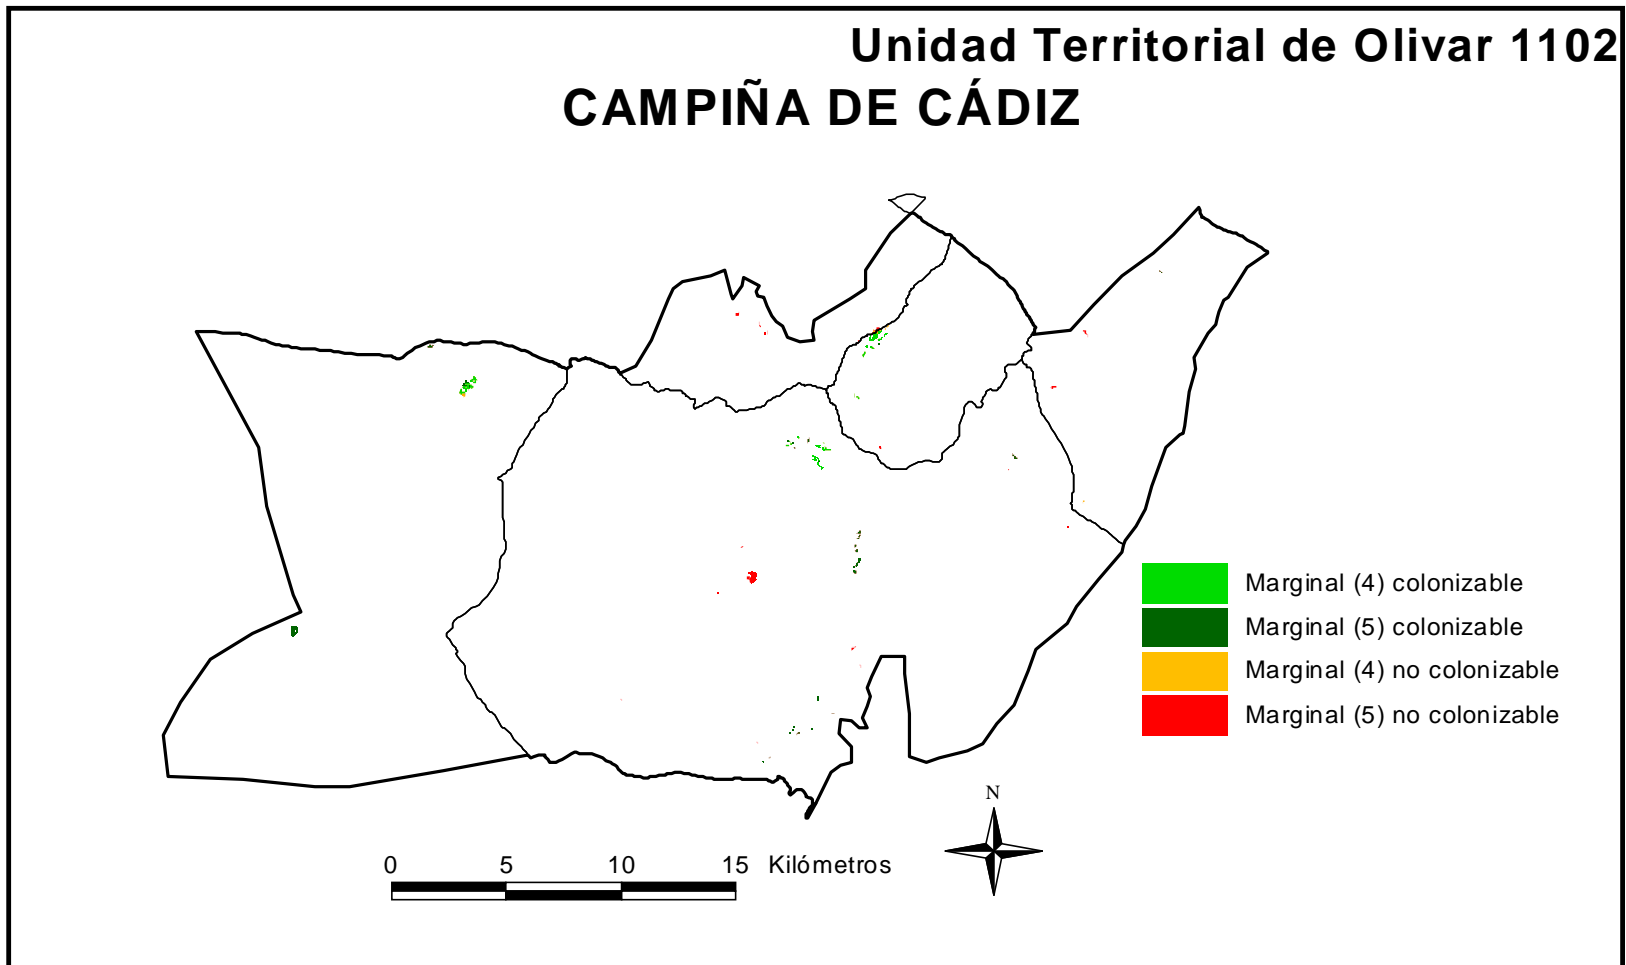 Unidad Territorial de Olivar 1102
CAMPIÑA DE CÁDIZ
Marginal (4) colonizable
Marginal (5) colonizable
Marginal (4) no colonizable
Marginal (5) no colonizable
N
0 5 10 15 Kilómetros